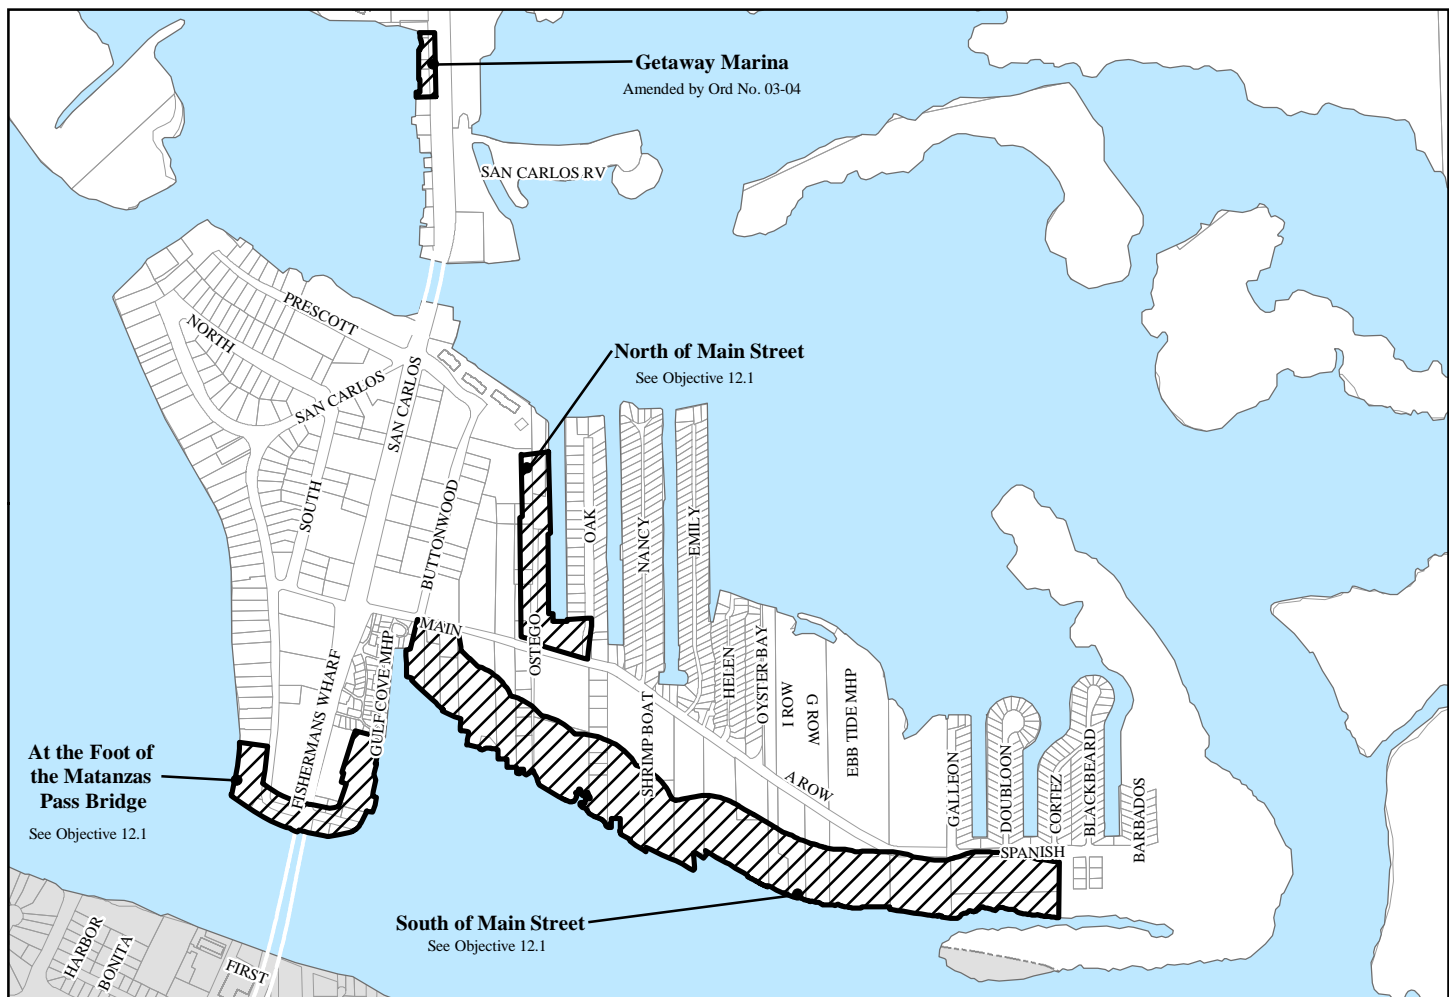 Getaway Marina
Amended by Ord No. 03-04
SAN CARLOS RV
PRESCOTT
NORTH
SAN CARLOS
SAN CARLOS
North of Main Street
See Objective 12.1
SOUTH
BUTTONWOOD
OAK
NANCY
EMILY
MAIN
OSTEGO
GULF COVE MHP
FISHERMANS WHARF
HELEN
OYSTER BAY
I ROW
G ROW
EBB TIDE MHP
SHRIMP BOAT
A ROW
GALLEON
DOUBLOON
CORTEZ
BLACKBEARD
BARBADOS
SPANISH
At the Foot of
the Matanzas
Pass Bridge
See Objective 12.1
South of Main Street
See Objective 12.1
HARBOR
BONITA
FIRST